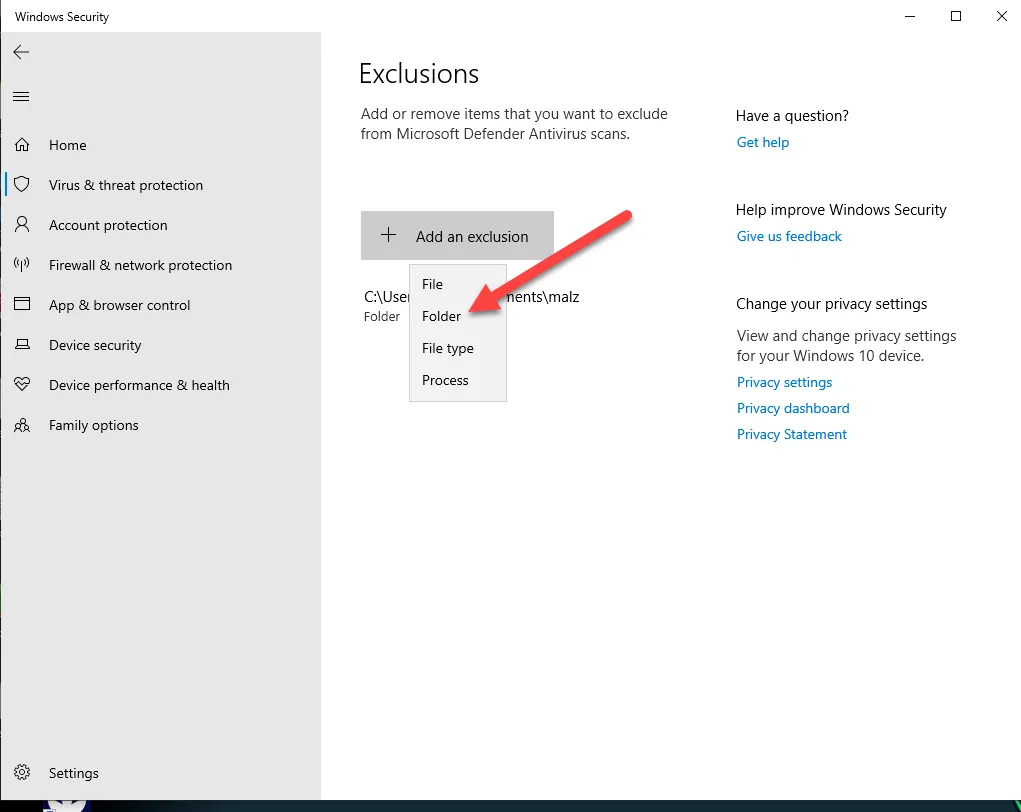 Windows Security
Home
Virus & threat protection
Account protection
Firewall & network protection
App & browser control
Device security
Device performance & health
Family options
Settings
Exclusions
Add or remove items that you want to exclude
from Microsoft Defender Antivirus scans.
Add an exclusion
File
Folder
File type
Process
C:\User ments\malz
Folder
Have a question?
Get help
Help improve Windows Security
Give us feedback
Change your privacy settings
View and change privacy settings
for your Windows 10 device.
Privacy settings
Privacy dashboard
Privacy Statement